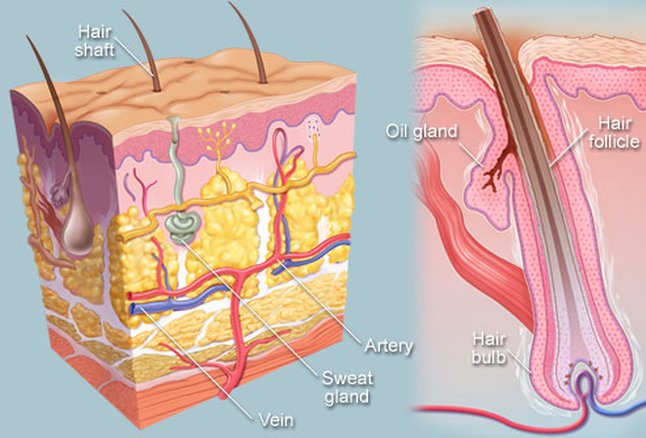 Hair
shaft
Artery
Sweat
gland
Vein
Oil gland
Hair
follicle
Hair
bulb